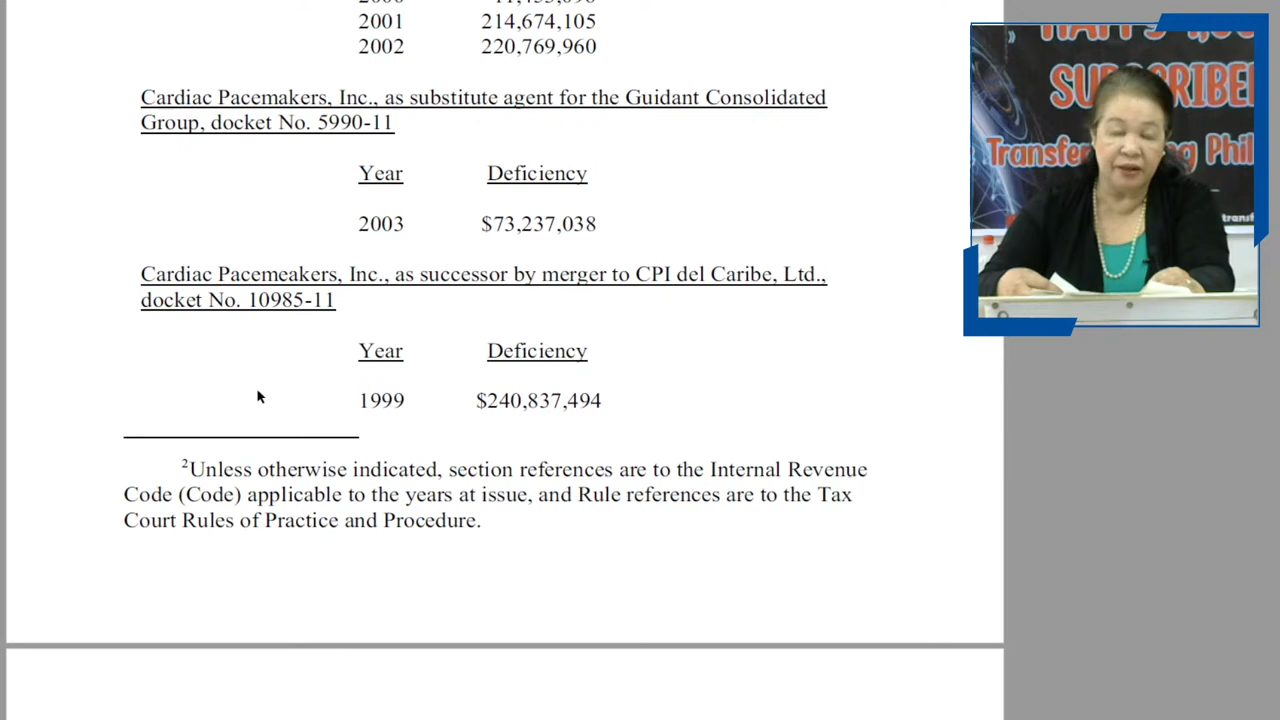 2001 214,674,105
2002 220,769,960
Cardiac Pacemakers, Inc., as substitute agent for the Guidant Consolidated
Group, docket No. 5990-11
Year Deficiency
2003 $73,237,038
Cardiac Pacemeakers, Inc., as successor by merger to CPI del Caribe, Ltd.,
docket No. 10985-11
Year Deficiency
1999 $240,837,494
2Unless otherwise indicated, section references are to the Internal Revenue
Code (Code) applicable to the years at issue, and Rule references are to the Tax
Court Rules of Practice and Procedure.